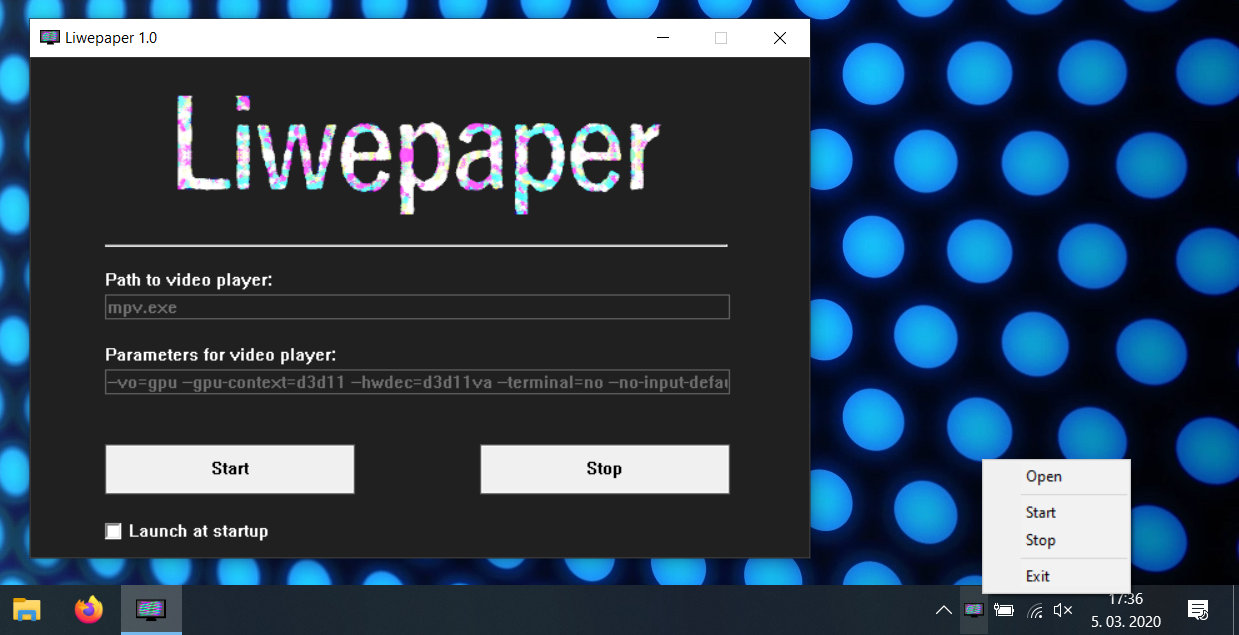 Liwepaper 1.0
Liwepaper
Path to video player:
mpv.exe
Parameters for video player:
--vo=gpu --gpu-context=d3d11 --hwdec=d3d11va --terminal=no --no-input-defau
Start
Stop
Launch at startup
Open
Start
Stop
Exit
17:36
5. 03. 2020